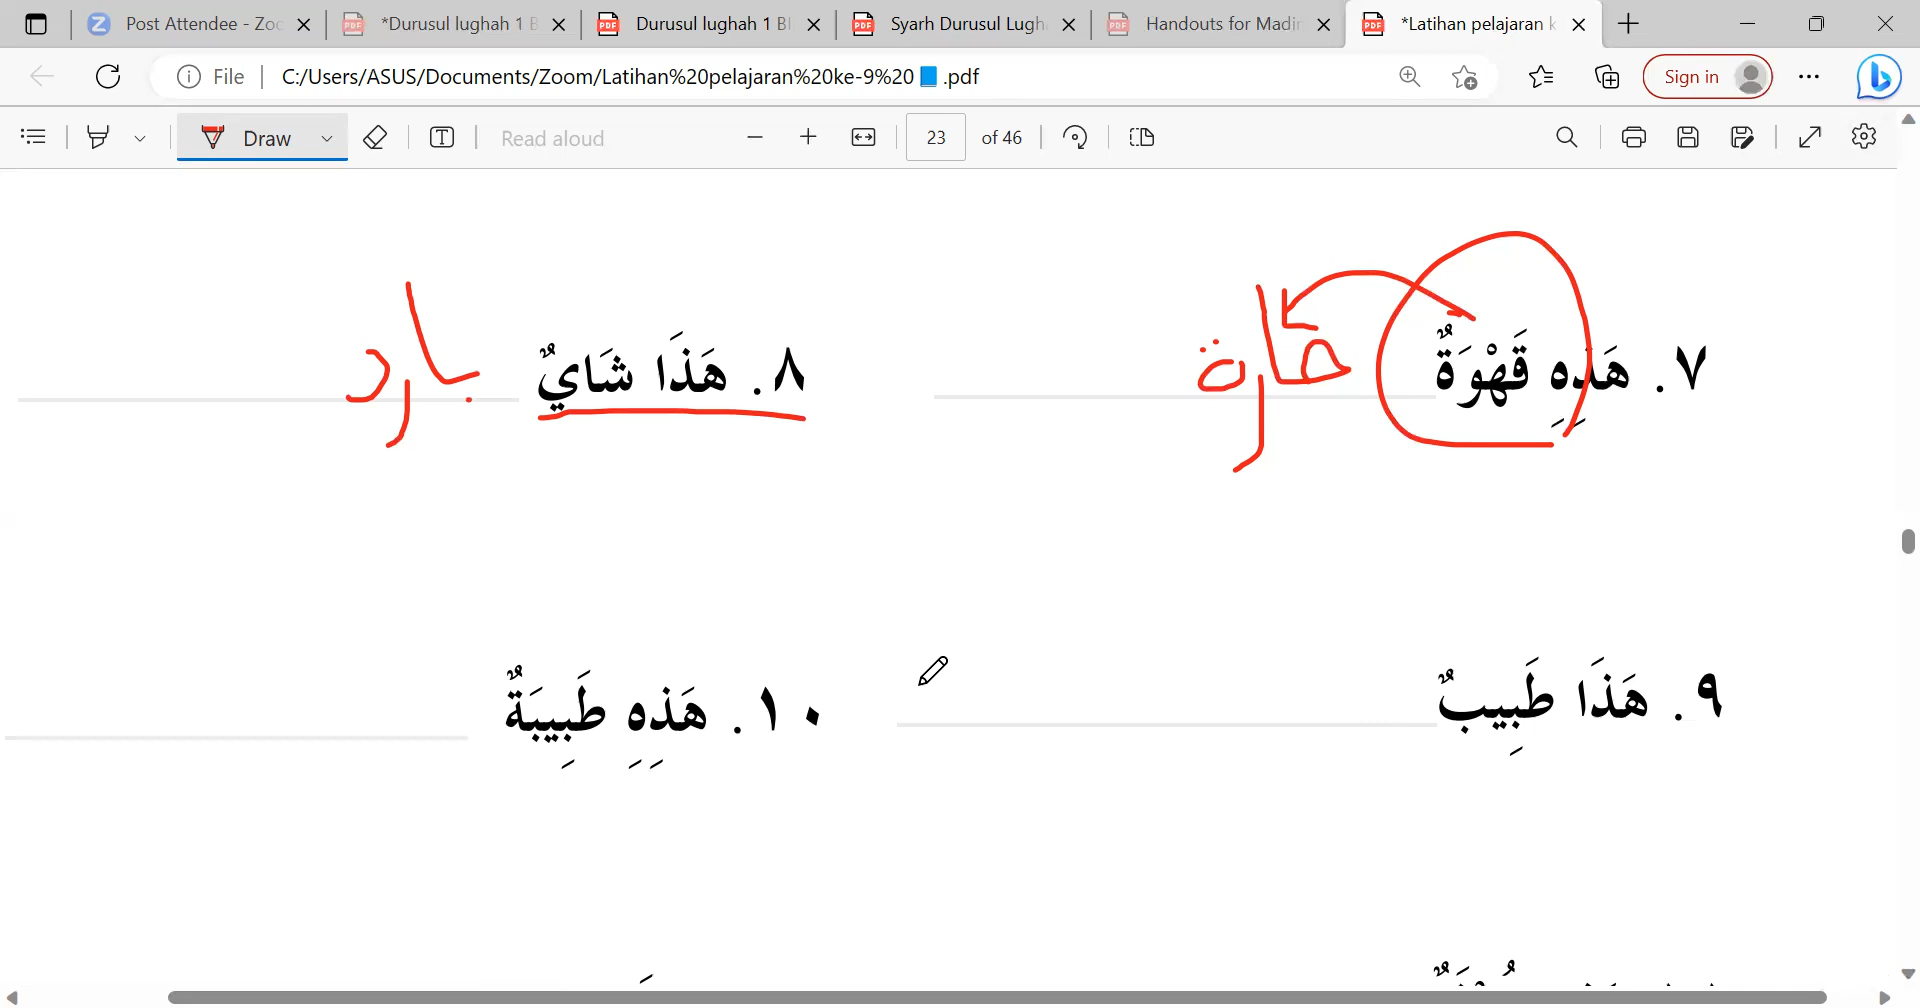 Post Attendee - Zoo
*Durusul lughah 1 B
Durusul lughah 1 Bl
Syarh Durusul Lugh
Handouts for Madin
*Latihan pelajaran k
File
C:/Users/ASUS/Documents/Zoom/Latihan%20pelajaran%20ke-9%20📘.pdf
Sign in
Draw
Read aloud
23 of 46
٧. هَذِهِ قَهْوَةٌ حارة
٨. هَذَا شَايٌ بارد
٩. هَذَا طَبِيبٌ
١٠. هَذِهِ طَبِيبَةٌ